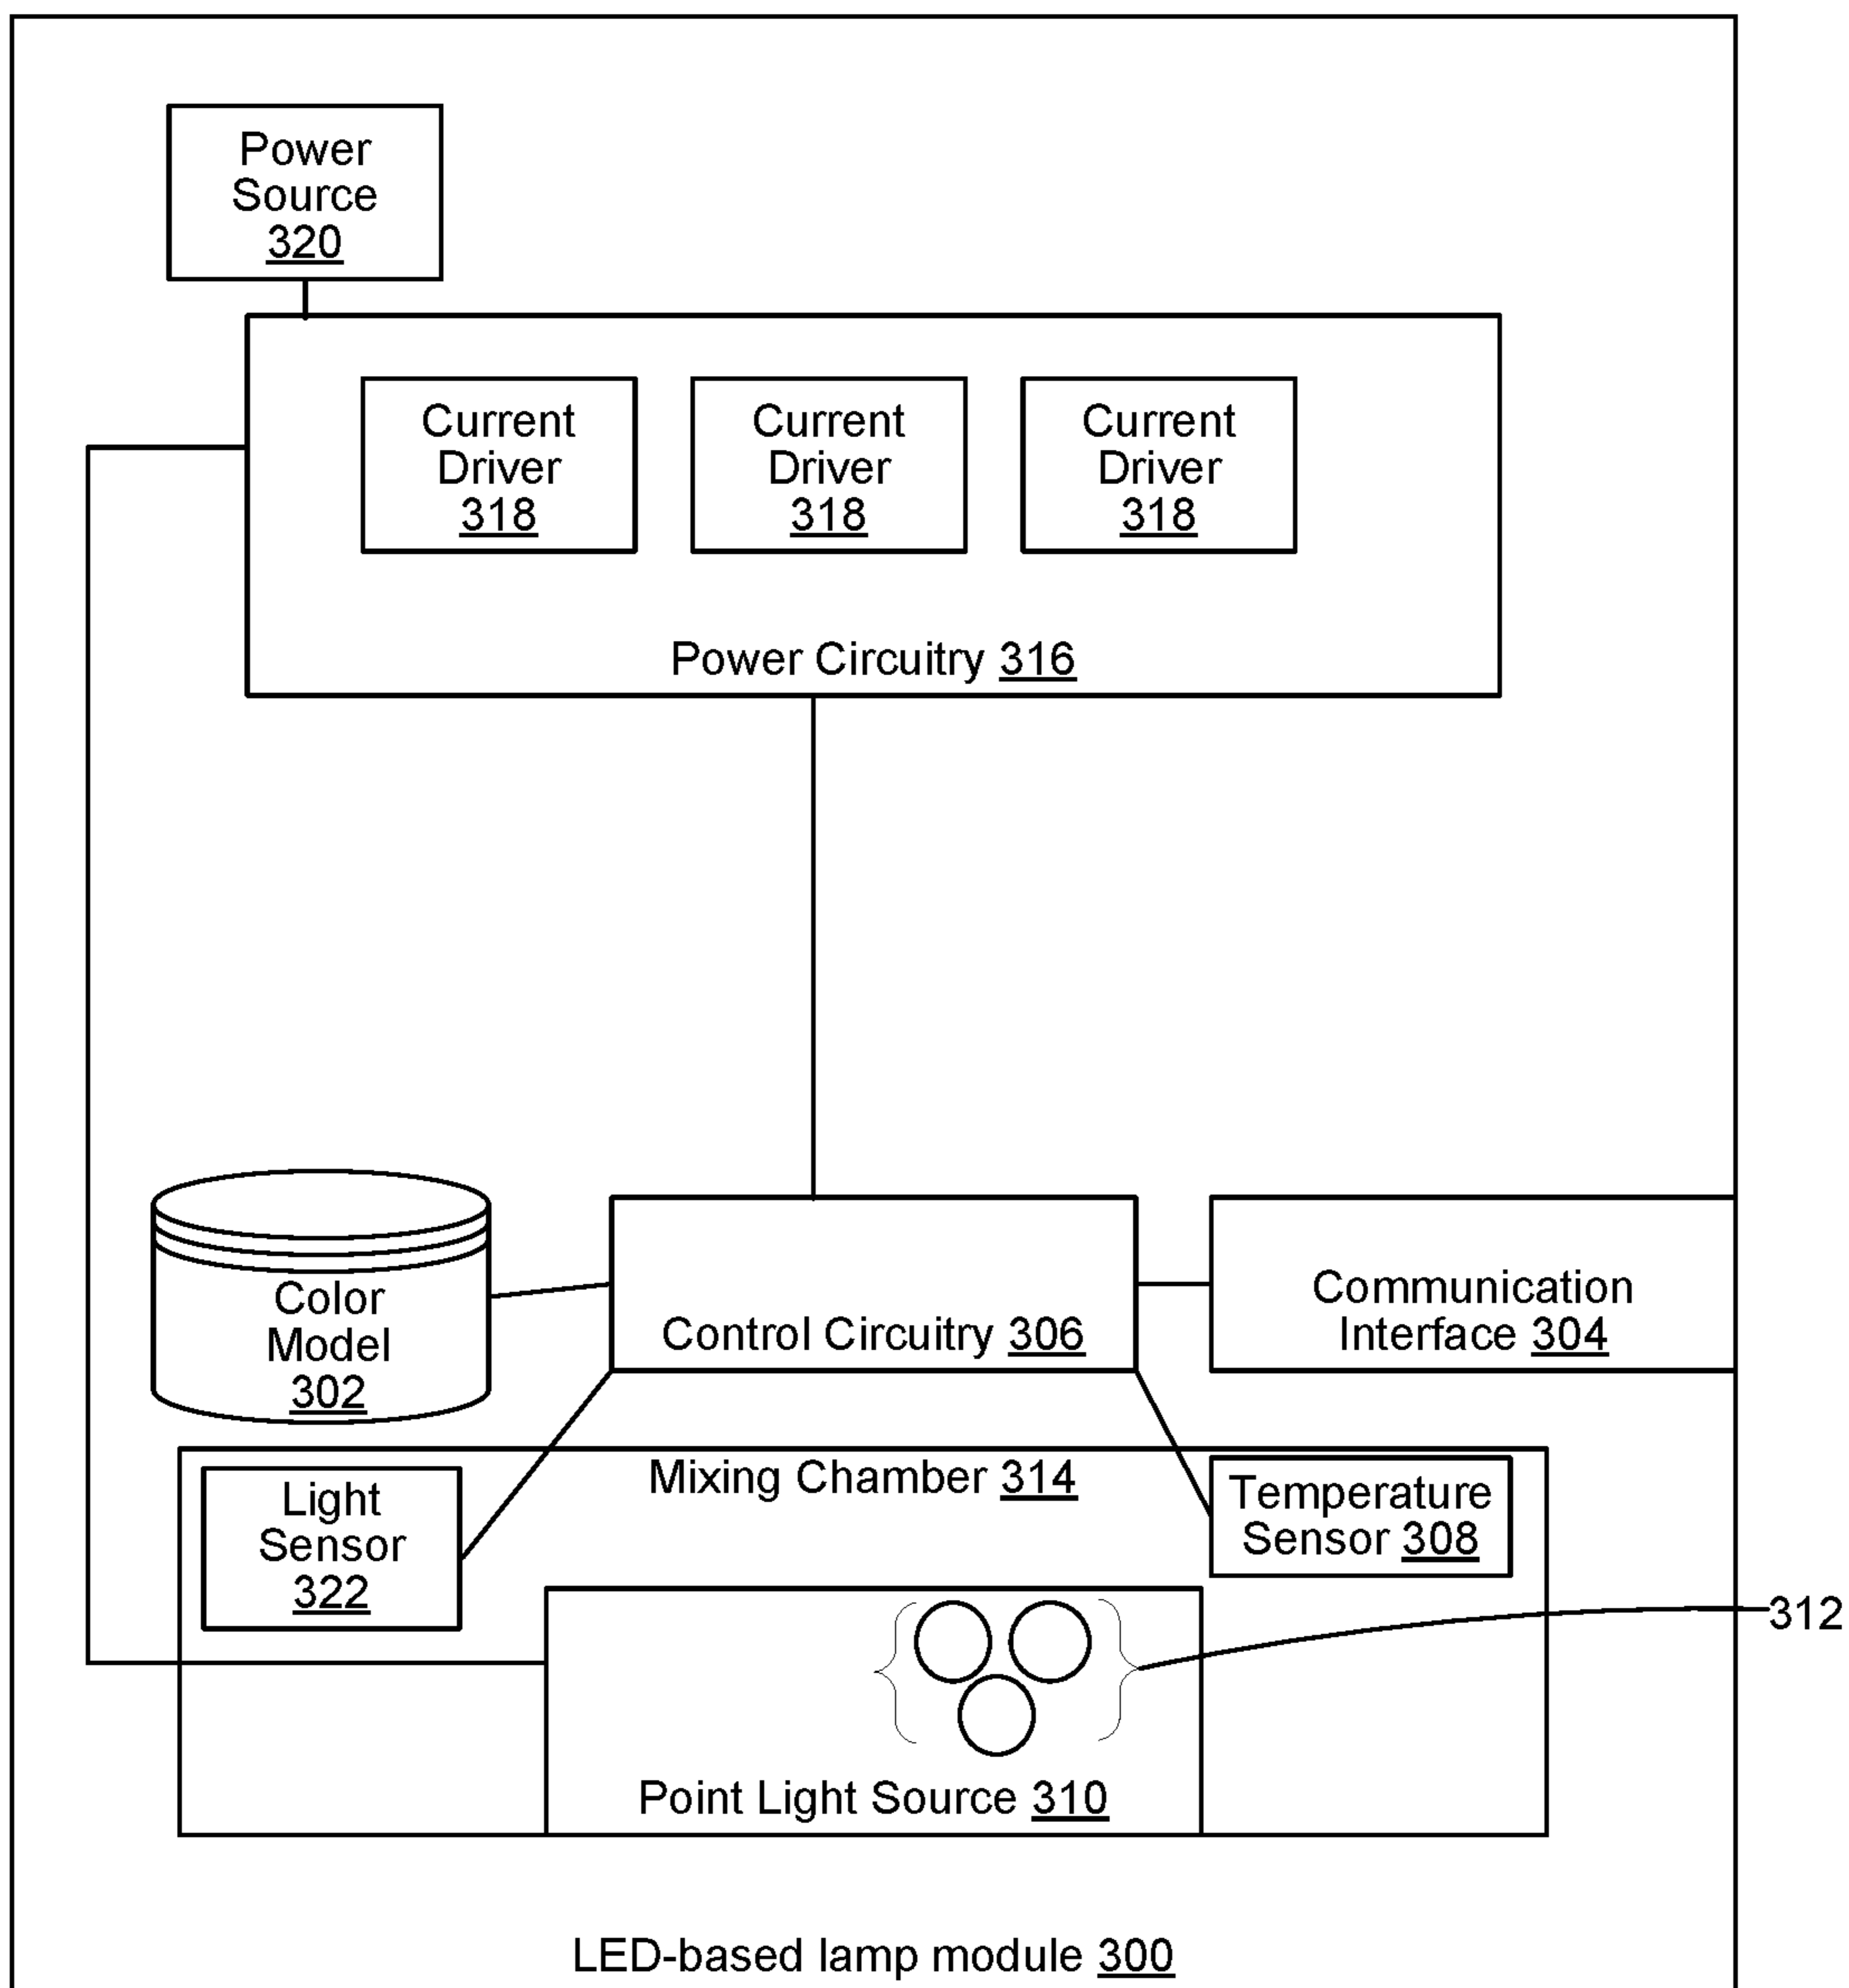 Power
Source
320
Current
Driver
318
Current
Driver
318
Current
Driver
318
Power Circuitry 316
Color
Model
302
Control Circuitry 306
Communication
Interface 304
Light
Sensor
322
Mixing Chamber 314
Temperature
Sensor 308
312
Point Light Source 310
LED-based lamp module 300